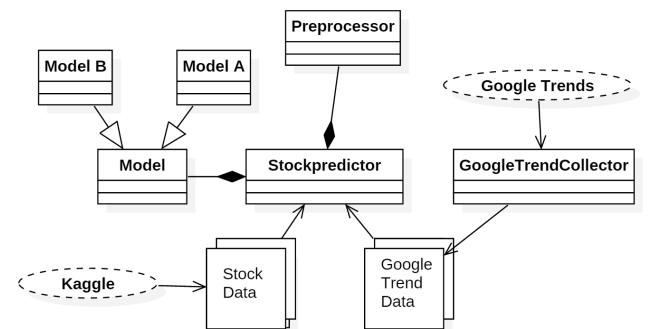 Preprocessor
Model B
Model A
Google Trends
Model
Stockpredictor
GoogleTrendCollector
Stock
Data
Google
Trend
Data
Kaggle